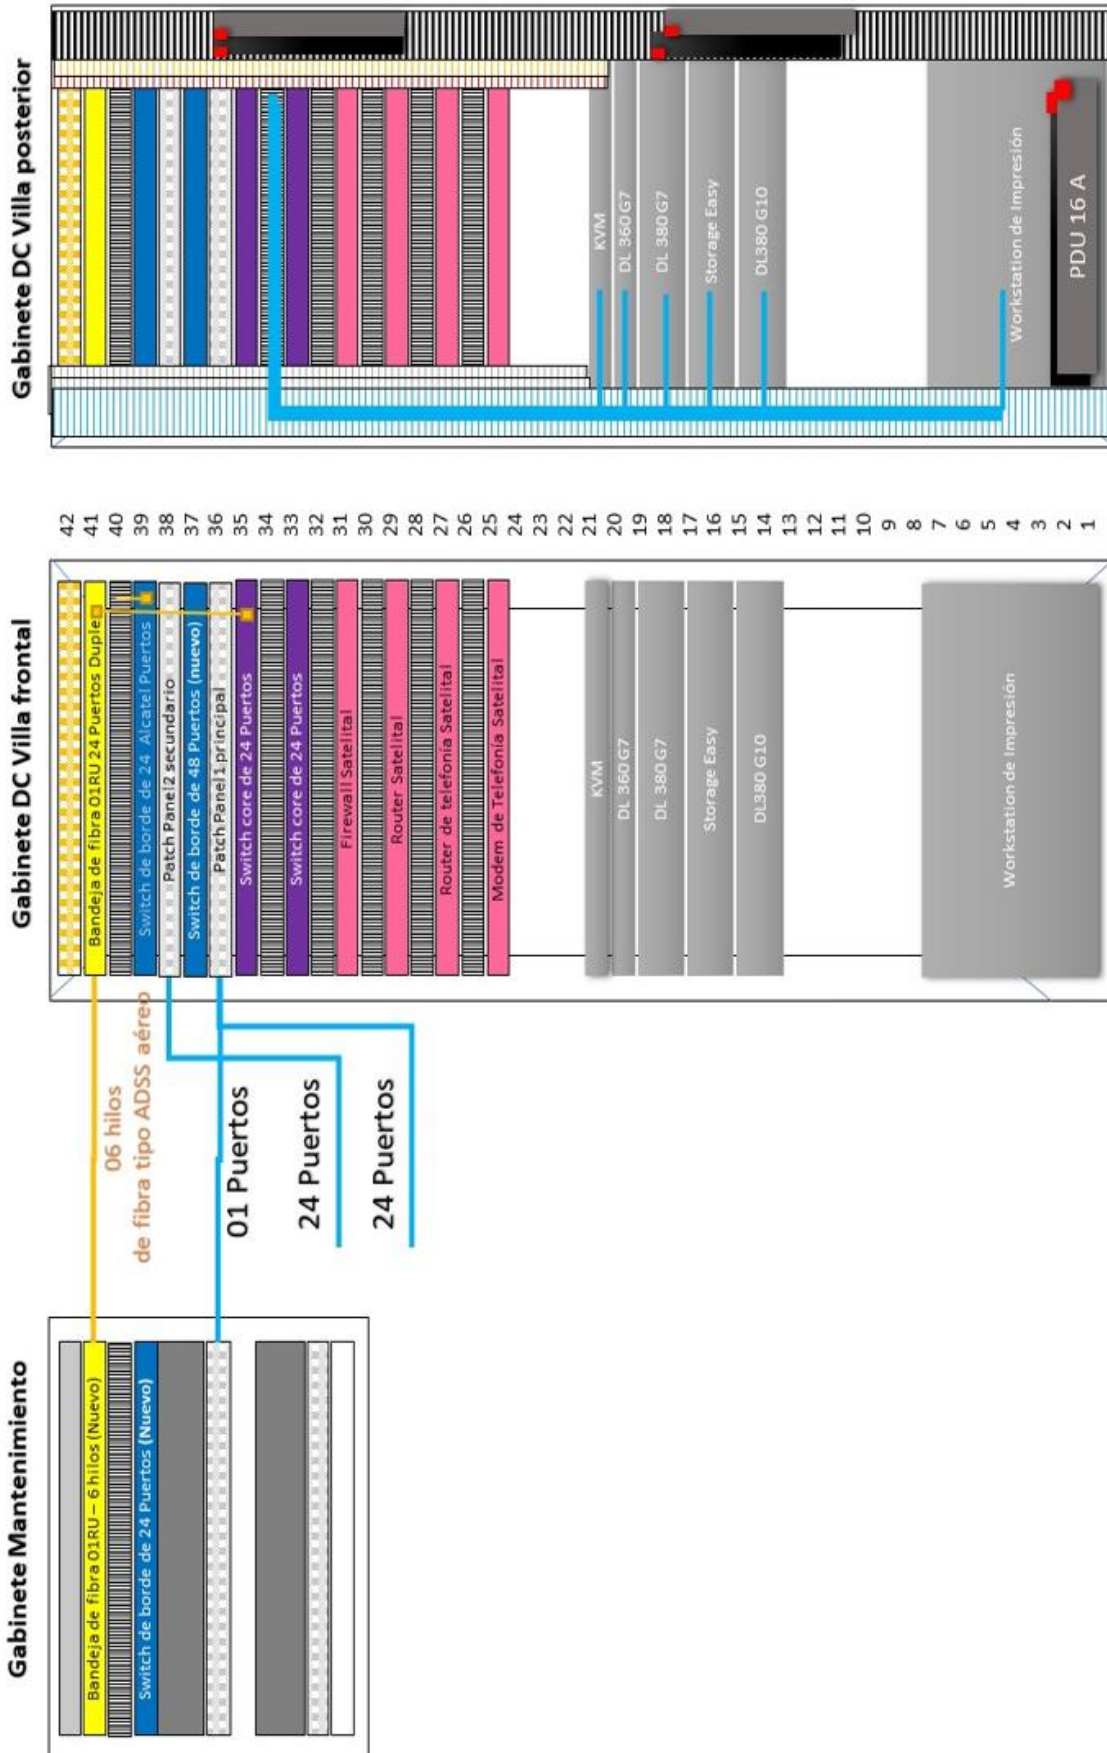 Gabinete Mantenimiento
Bandeja de fibra 01RU – 6 hilos (Nuevo)
Switch de borde de 24 Puertos (Nuevo)
06 hilos
de fibra tipo ADSS aéreo
01 Puertos
24 Puertos
24 Puertos
Gabinete DC Villa frontal
Bandeja de fibra 01RU 24 Puertos Duple
Switch de borde de 24 Alcatel Puertos
Patch Panel 2 secundario
Switch de borde de 48 Puertos (nuevo)
Patch Panel 1 principal
Switch core de 24 Puertos
Switch core de 24 Puertos
Firewall Satelital
Router Satelital
Router de telefonía Satelital
Modem de Telefonía Satelital
KVM
DL 360 G7
DL 380 G7
Storage Easy
DL380 G10
Workstation de Impresión
42
41
40
39
38
37
36
35
34
33
32
31
30
29
28
27
26
25
24
23
22
21
20
19
18
17
16
15
14
13
12
11
10
9
8
7
6
5
4
3
2
1
Gabinete DC Villa posterior
KVM
DL 360 G7
DL 380 G7
Storage Easy
DL380 G10
Workstation de Impresión
PDU 16 A